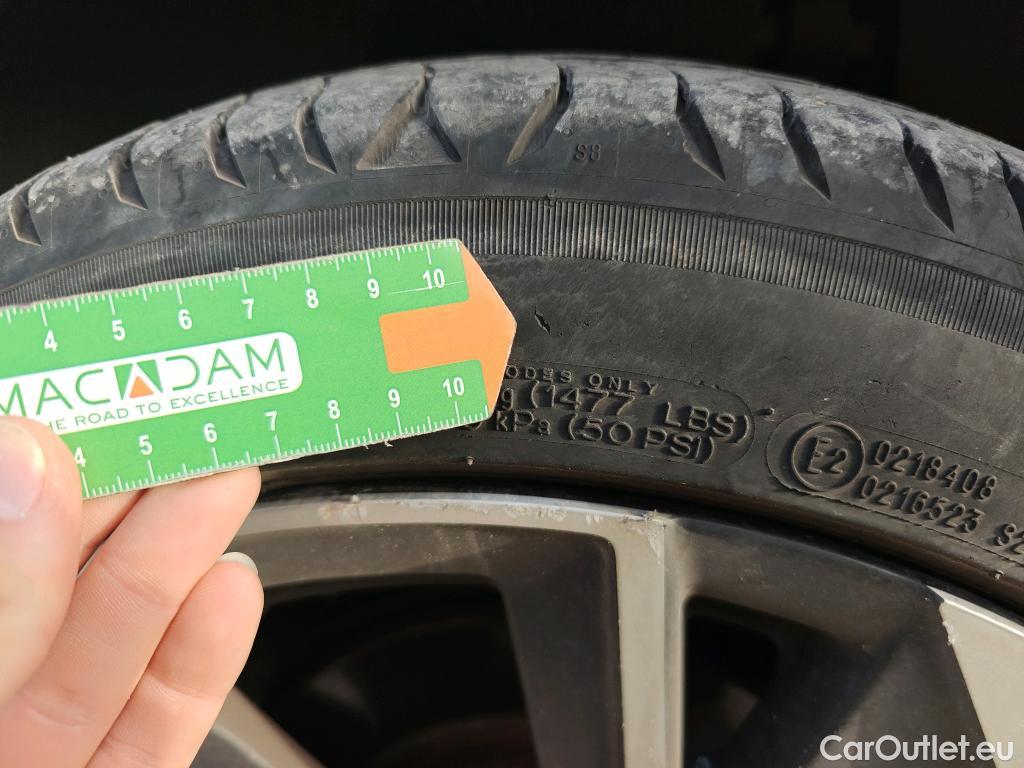 S8
4 5 6 7 8 9 10
MACADAM
THE ROAD TO EXCELLENCE
4 5 6 7 8 9 10
ODES ONLY
g (1477 LBS)
kPa (50 PSI)
E2
0218408
0216523 S2
CarOutlet.eu